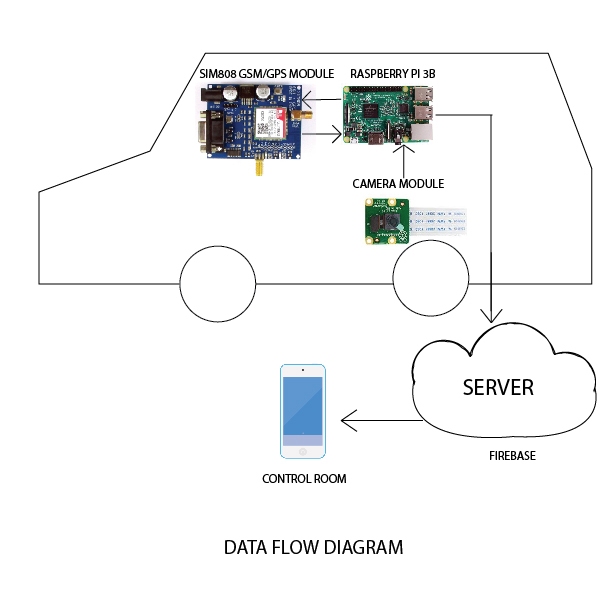 SIM808 GSM/GPS MODULE
RASPBERRY PI 3B
CAMERA MODULE
SERVER
FIREBASE
CONTROL ROOM
DATA FLOW DIAGRAM